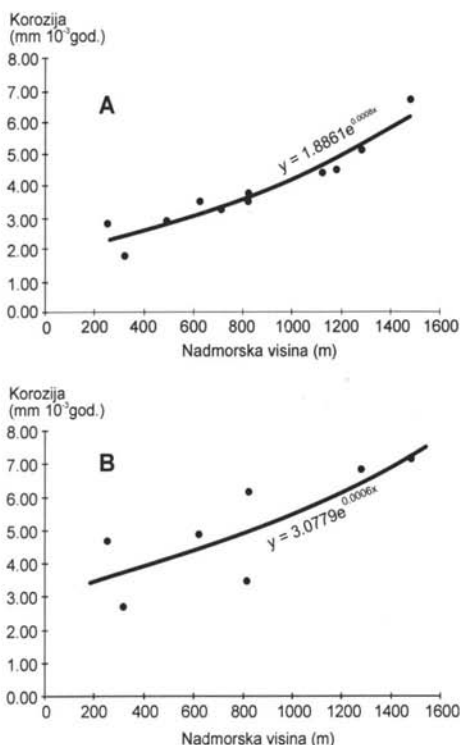 Korozija
(mm 10⁻³god.)
8.00
A
7.00
6.00
5.00
4.00
3.00
2.00
1.00
0.00
y = 1.8861e^0.0008x
0 200 400 600 800 1000 1200 1400 1600
Nadmorska visina (m)
Korozija
(mm 10⁻³god.)
8.00
B
7.00
6.00
5.00
4.00
3.00
2.00
1.00
0.00
y = 3.0779e^0.0006x
0 200 400 600 800 1000 1200 1400 1600
Nadmorska visina (m)